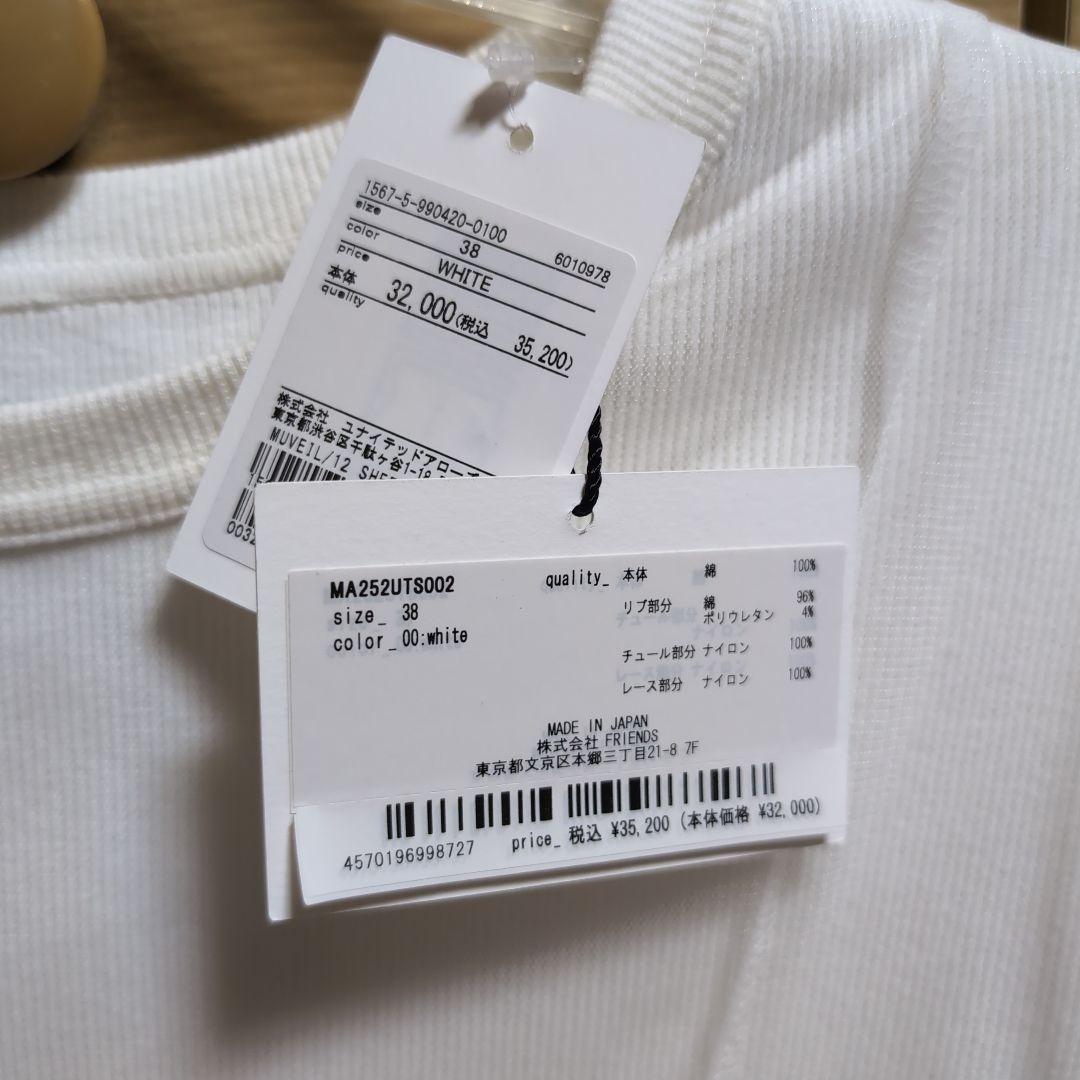 1567-5-990420-0100
size 38 6010978
color WHITE
price
本体 32,000(税込 35,200)
quality
株式会社 ユナイテッドアローズ
東京都渋谷区千駄ヶ谷1-18
MUVEIL/12
MA252UTS002
size_ 38
color_00:white
quality_ 本体 綿 100%
リブ部分 綿 96%
ポリウレタン 4%
チュール部分 ナイロン 100%
レース部分 ナイロン 100%
MADE IN JAPAN
株式会社 FRIENDS
東京都文京区本郷三丁目21-8 7F
4570196998727
price_ 税込 ¥35,200 (本体価格 ¥32,000)